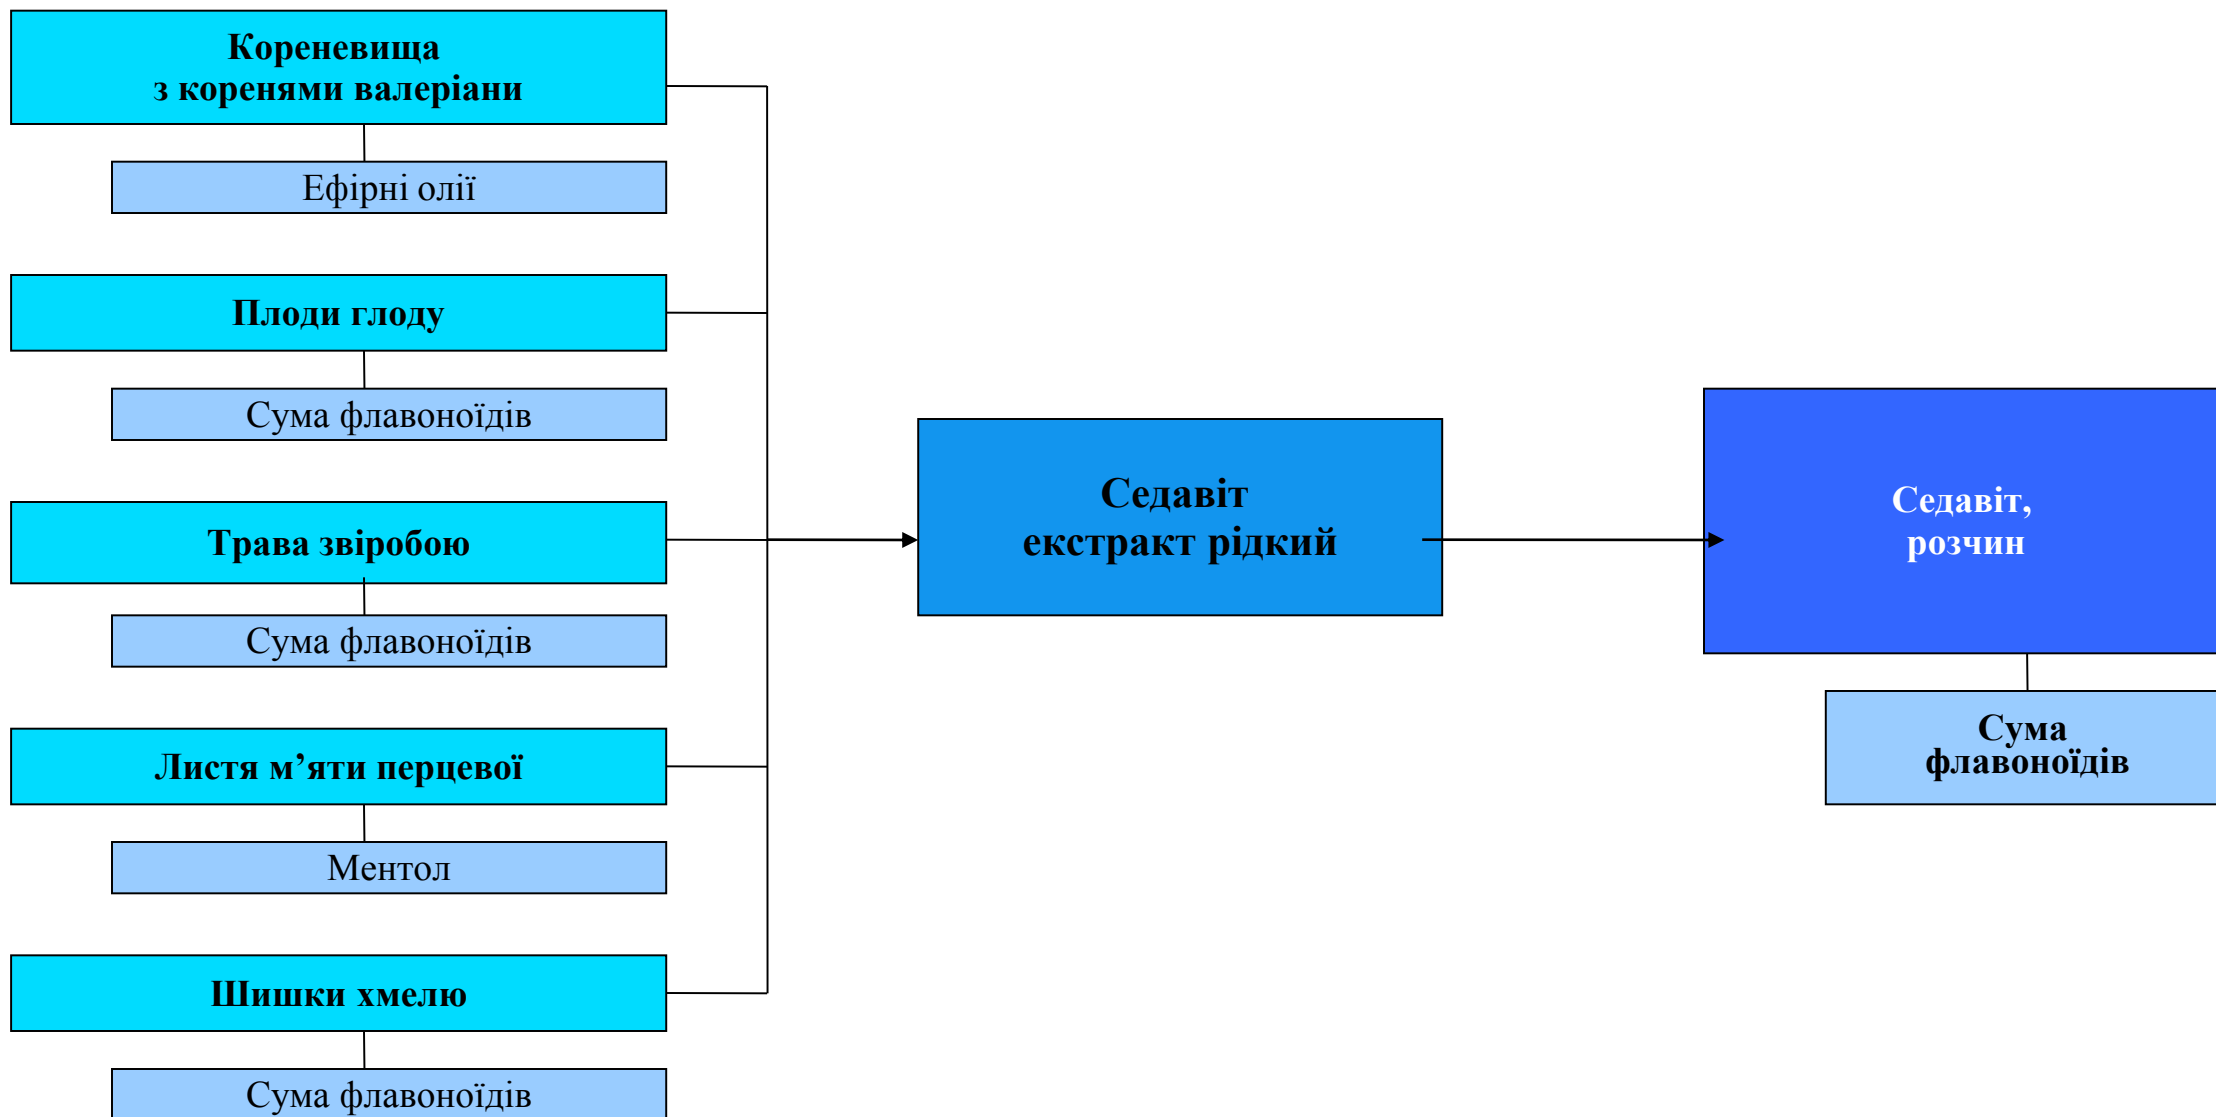 Кореневища
з коренями валеріани
Ефірні олії
Плоди глоду
Сума флавоноїдів
Трава звіробою
Сума флавоноїдів
Листя м’яти перцевої
Ментол
Шишки хмелю
Сума флавоноїдів
Седавіт
екстракт рідкий
Седавіт,
розчин
Сума
флавоноїдів